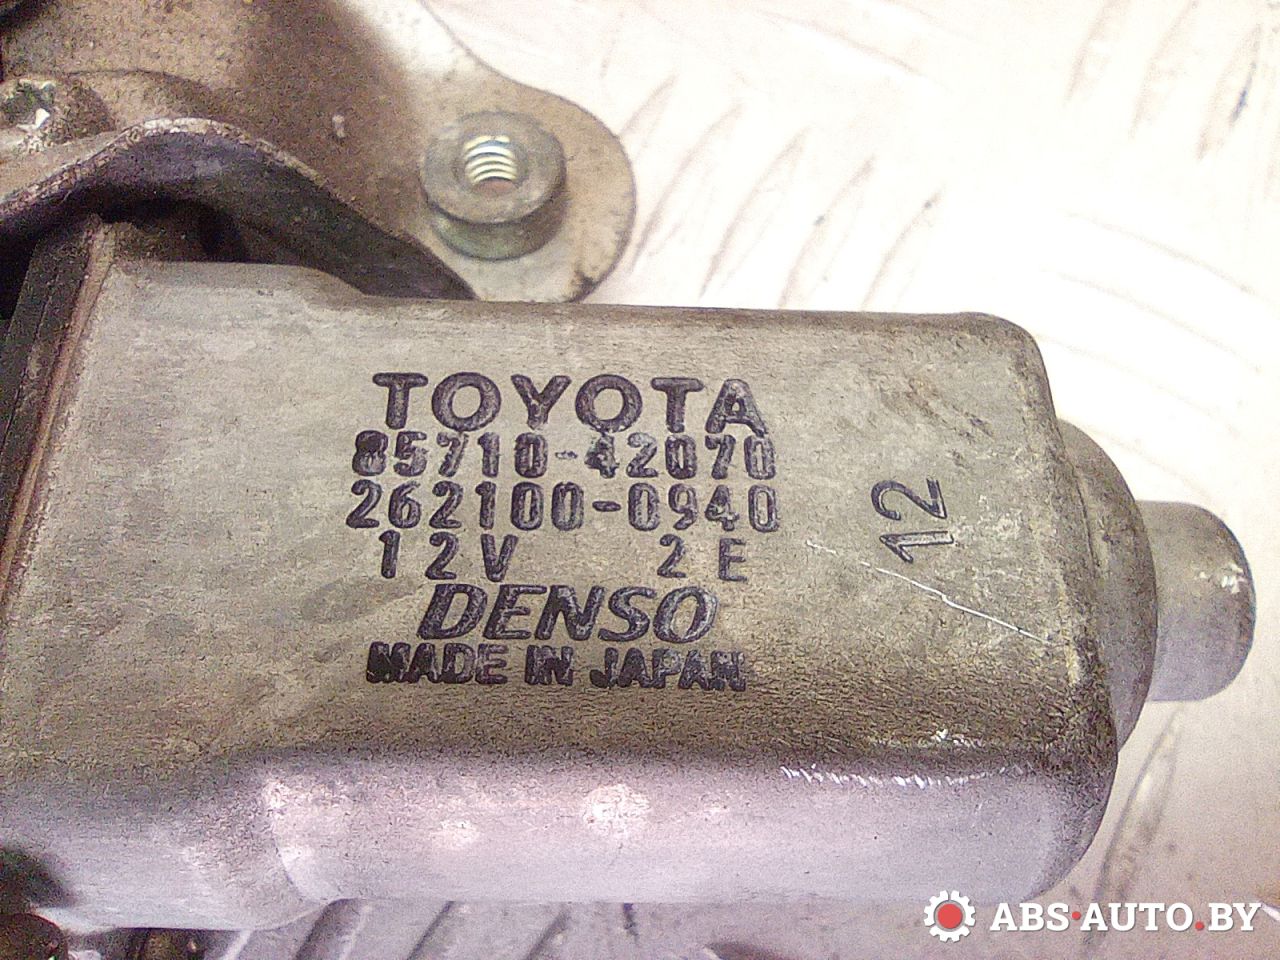 TOYOTA
85710-42070
262100-0940
12V 2E
DENSO
MADE IN JAPAN
12
ABS·AUTO.BY